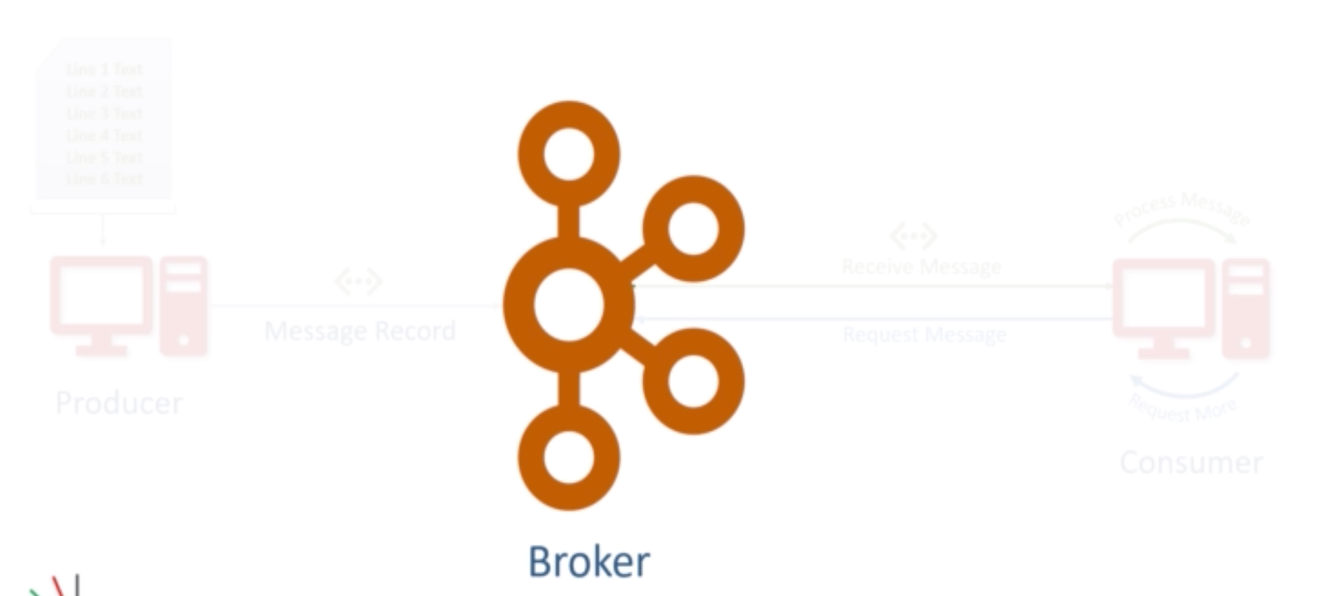 Line 1 Text
Line 2 Text
Line 3 Text
Line 4 Text
Line 5 Text
Line 6 Text
Producer
Message Record
Broker
Receive Message
Request Message
Process Message
Request More
Consumer